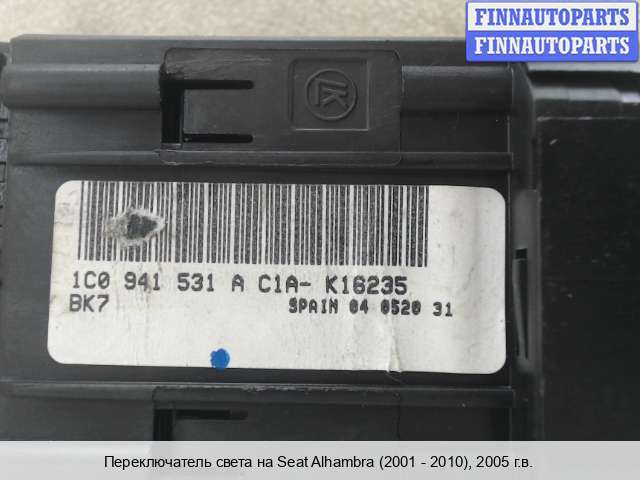 FINNAUTOPARTS
FINNAUTOPARTS
LK
1C0 941 531 A C1A- K16235
BK7 SPAIN 04 0520 31
Переключатель света на Seat Alhambra (2001 - 2010), 2005 г.в.